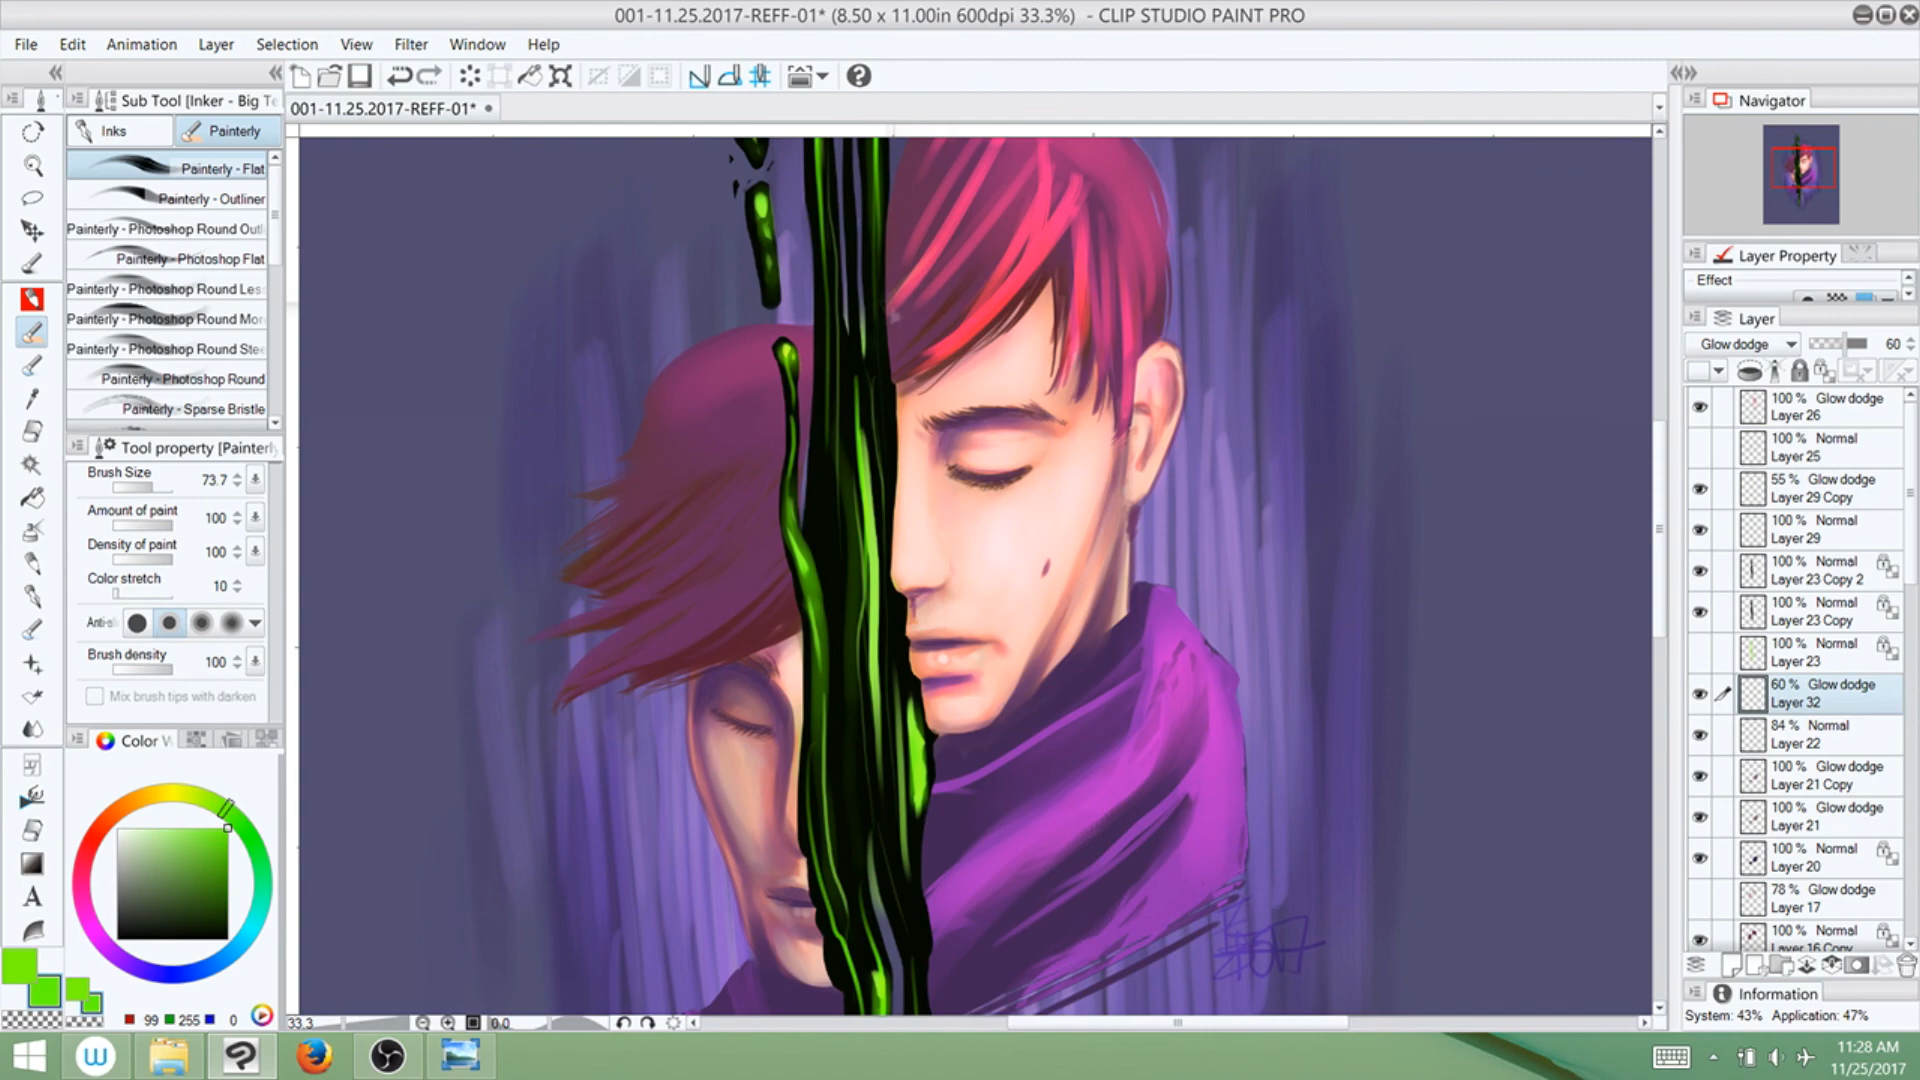 001-11.25.2017-REFF-01* (8.50 x 11.00in 600dpi 33.3%) - CLIP STUDIO PAINT PRO
File Edit Animation Layer Selection View Filter Window Help
Sub Tool [Inker - Big Te
001-11.25.2017-REFF-01*
Navigator
Inks
Painterly
Painterly - Flat
Painterly - Outliner
Painterly - Photoshop Round Outl
Painterly - Photoshop Flat
Painterly - Photoshop Round Les
Painterly - Photoshop Round Mor
Painterly - Photoshop Round Ste
Painterly - Photoshop Round
Painterly - Sparse Bristle
Tool property [Painterly
Brush Size 73.7
Amount of paint 100
Density of paint 100
Color stretch 10
Anti-al
Brush density 100
Mix brush tips with darken
Color W
99 255 0
33.3 0.0
Layer Property
Effect
Layer
Glow dodge 60
100 % Glow dodge
Layer 26
100 % Normal
Layer 25
55 % Glow dodge
Layer 29 Copy
100 % Normal
Layer 29
100 % Normal
Layer 23 Copy 2
100 % Normal
Layer 23 Copy
100 % Normal
Layer 23
60 % Glow dodge
Layer 32
84 % Normal
Layer 22
100 % Glow dodge
Layer 21 Copy
100 % Glow dodge
Layer 21
100 % Normal
Layer 20
78 % Glow dodge
Layer 17
100 % Normal
Layer 16 Copy
Information
System: 43% Application: 47%
11:28 AM
11/25/2017